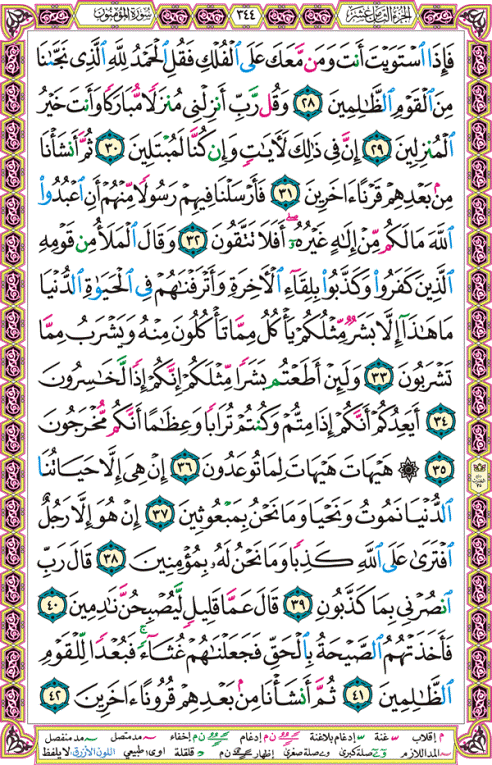 الجزء الثامن عشر ٣٤٤ سورة المؤمنون
فَإِذَا ٱسْتَوَيْتَ أَنتَ وَمَن مَّعَكَ عَلَى ٱلْفُلْكِ فَقُلِ ٱلْحَمْدُ لِلَّهِ ٱلَّذِى نَجَّىٰنَا
مِنَ ٱلْقَوْمِ ٱلظَّـٰلِمِينَ ٢٨ وَقُل رَّبِّ أَنزِلْنِى مُنزَلًا مُّبَارَكًا وَأَنتَ خَيْرُ
ٱلْمُنزِلِينَ ٢٩ إِنَّ فِى ذَٰلِكَ لَـَٔايَـٰتٍ وَإِن كُنَّا لَمُبْتَلِينَ ٣٠ ثُمَّ أَنشَأْنَا
مِنۢ بَعْدِهِمْ قَرْنًا ءَاخَرِينَ ٣١ فَأَرْسَلْنَا فِيهِمْ رَسُولًا مِّنْهُمْ أَنِ ٱعْبُدُوا۟
ٱللَّهَ مَا لَكُم مِّنْ إِلَـٰهٍ غَيْرُهُۥٓ ۖ أَفَلَا تَتَّقُونَ ٣٢ وَقَالَ ٱلْمَلَأُ مِن قَوْمِهِ
ٱلَّذِينَ كَفَرُوا۟ وَكَذَّبُوا۟ بِلِقَآءِ ٱلْـَٔاخِرَةِ وَأَتْرَفْنَـٰهُمْ فِى ٱلْحَيَوٰةِ ٱلدُّنْيَا
مَا هَـٰذَآ إِلَّا بَشَرٌ مِّثْلُكُمْ يَأْكُلُ مِمَّا تَأْكُلُونَ مِنْهُ وَيَشْرَبُ مِمَّا
تَشْرَبُونَ ٣٣ وَلَئِنْ أَطَعْتُم بَشَرًا مِّثْلَكُمْ إِنَّكُمْ إِذًا لَّخَـٰسِرُونَ
٣٤ أَيَعِدُكُمْ أَنَّكُمْ إِذَا مِتُّمْ وَكُنتُمْ تُرَابًا وَعِظَـٰمًا أَنَّكُم مُّخْرَجُونَ
٣٥ ۞ هَيْهَاتَ هَيْهَاتَ لِمَا تُوعَدُونَ ٣٦ إِنْ هِىَ إِلَّا حَيَاتُنَا
ٱلدُّنْيَا نَمُوتُ وَنَحْيَا وَمَا نَحْنُ بِمَبْعُوثِينَ ٣٧ إِنْ هُوَ إِلَّا رَجُلٌ
ٱفْتَرَىٰ عَلَى ٱللَّهِ كَذِبًا وَمَا نَحْنُ لَهُۥ بِمُؤْمِنِينَ ٣٨ قَالَ رَبِّ
ٱنصُرْنِى بِمَا كَذَّبُونِ ٣٩ قَالَ عَمَّا قَلِيلٍ لَّيُصْبِحُنَّ نَـٰدِمِينَ ٤٠
فَأَخَذَتْهُمُ ٱلصَّيْحَةُ بِٱلْحَقِّ فَجَعَلْنَـٰهُمْ غُثَآءً ۚ فَبُعْدًا لِّلْقَوْمِ
ٱلظَّـٰلِمِينَ ٤١ ثُمَّ أَنشَأْنَا مِنۢ بَعْدِهِمْ قُرُونًا ءَاخَرِينَ ٤٢
م إقلاب غنة إدغام بلاغنة ن م إدغام ن م إخفاء مد متصل مد منفصل
المد اللازم صلة كبرى وصلة صغرى إظهار ن م قلقلة اوى: طبيعي اللون الأزرق: لا يلفظ